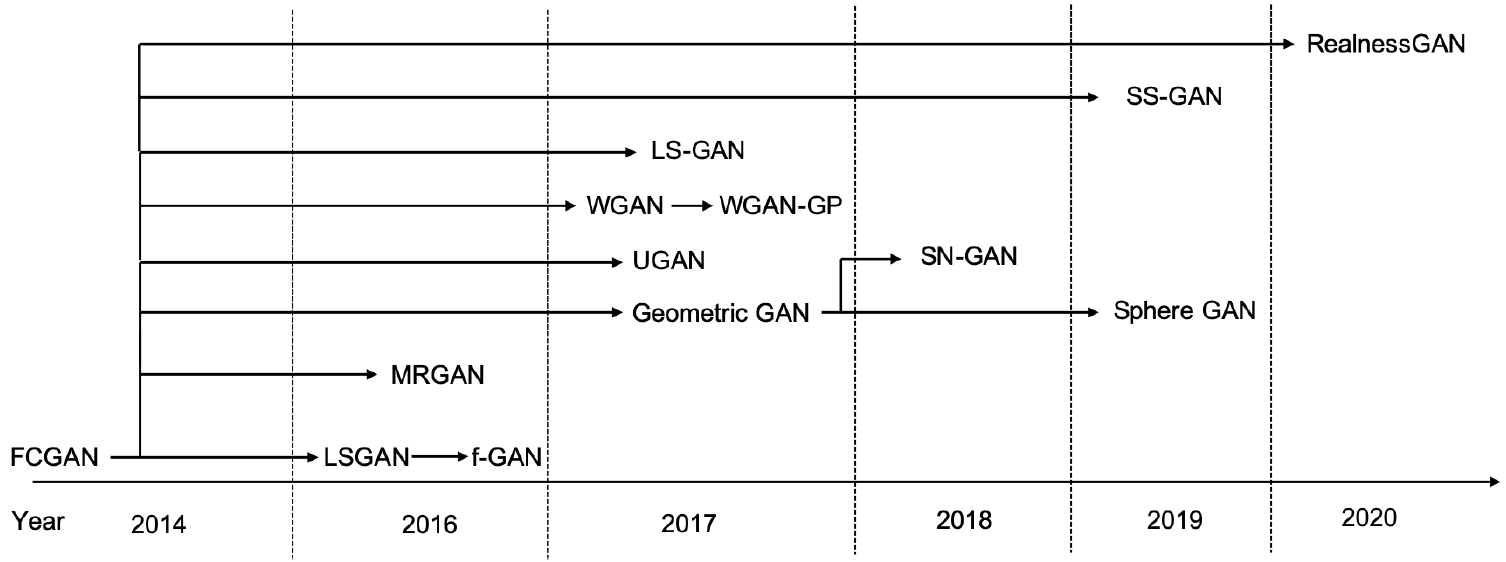 RealnessGAN
SS-GAN
LS-GAN
WGAN WGAN-GP
UGAN SN-GAN
Geometric GAN Sphere GAN
MRGAN
FCGAN LSGAN f-GAN
Year 2014 2016 2017 2018 2019 2020